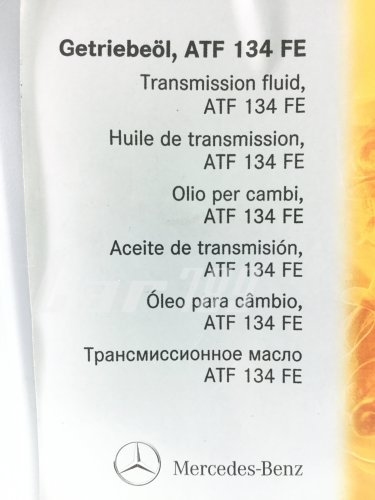 Getriebeöl, ATF 134 FE
Transmission fluid,
ATF 134 FE
Huile de transmission,
ATF 134 FE
Olio per cambi,
ATF 134 FE
Aceite de transmisión,
ATF 134 FE
Óleo para câmbio,
ATF 134 FE
Трансмиссионное масло
ATF 134 FE
Mercedes-Benz